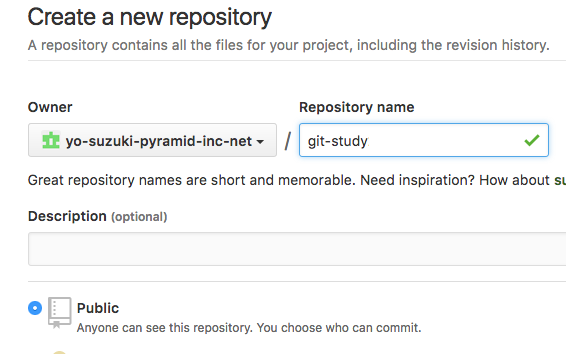 Create a new repository
A repository contains all the files for your project, including the revision history.
Owner
Repository name
yo-suzuki-pyramid-inc-net / git-study
Great repository names are short and memorable. Need inspiration? How about su
Description (optional)
Public
Anyone can see this repository. You choose who can commit.